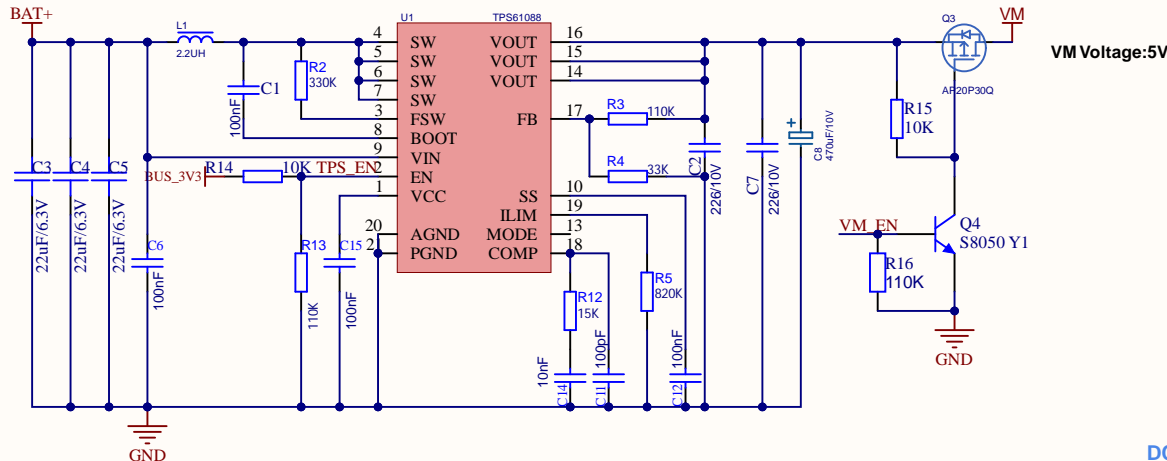 BAT+
L1
2.2UH
U1
TPS61088
Q3
VM
VM Voltage:5V
AP20P30Q
4 SW VOUT 16
5 SW VOUT 15
6 SW VOUT 14
7 SW
3 FSW FB 17
8 BOOT
9 VIN
2 EN SS 10
1 VCC ILIM 19
20 AGND MODE 13
2 PGND COMP 18
C1
100nF
R2
330K
R3
110K
R4
33K
C2
226/10V
C7
226/10V
C8
470uF/10V
R15
10K
C3
22uF/6.3V
C4
22uF/6.3V
C5
22uF/6.3V
BUS_3V3
R14
10K
TPS_EN
C6
100nF
R13
110K
C15
100nF
R12
15K
10nF
C14
100pF
C11
R5
820K
100nF
C12
VM_EN
Q4
S8050 Y1
R16
110K
GND
GND